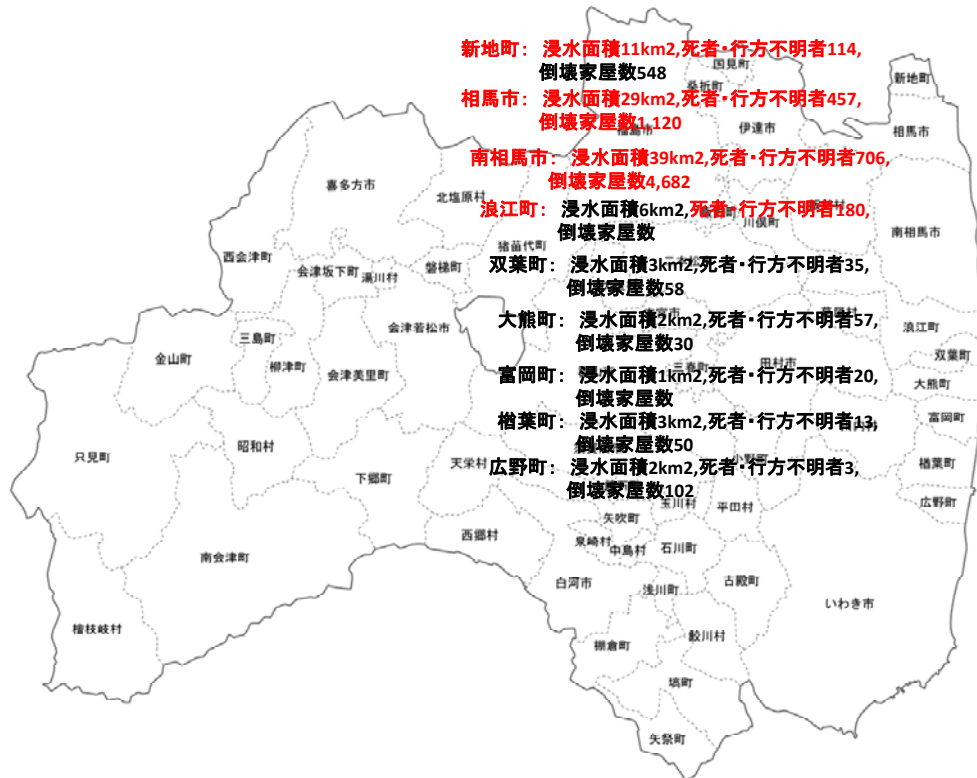 新地町： 浸水面積11km2,死者・行方不明者114,
倒壊家屋数548
相馬市： 浸水面積29km2,死者・行方不明者457,
倒壊家屋数1,120
南相馬市： 浸水面積39km2,死者・行方不明者706,
倒壊家屋数4,682
浪江町： 浸水面積6km2,死者・行方不明者180,
倒壊家屋数
双葉町： 浸水面積3km2,死者・行方不明者35,
倒壊家屋数58
大熊町： 浸水面積2km2,死者・行方不明者57,
倒壊家屋数30
富岡町： 浸水面積1km2,死者・行方不明者20,
倒壊家屋数
楢葉町： 浸水面積3km2,死者・行方不明者13,
倒壊家屋数50
広野町： 浸水面積2km2,死者・行方不明者3,
倒壊家屋数102
国見町
桑折町
新地町
福島市
伊達市
相馬市
喜多方市
北塩原村
川俣町
南相馬市
猪苗代町
西会津町
会津坂下町
湯川村
磐梯町
会津若松市
浪江町
三島町
金山町
柳津町
会津美里町
三春町
田村市
双葉町
大熊町
富岡町
昭和村
只見町
下郷町
天栄村
小野町
楢葉町
広野町
玉川村
平田村
矢吹町
西郷村
泉崎村
中島村
石川町
南会津町
白河市
浅川町
古殿町
いわき市
檜枝岐村
棚倉町
鮫川村
塙町
矢祭町